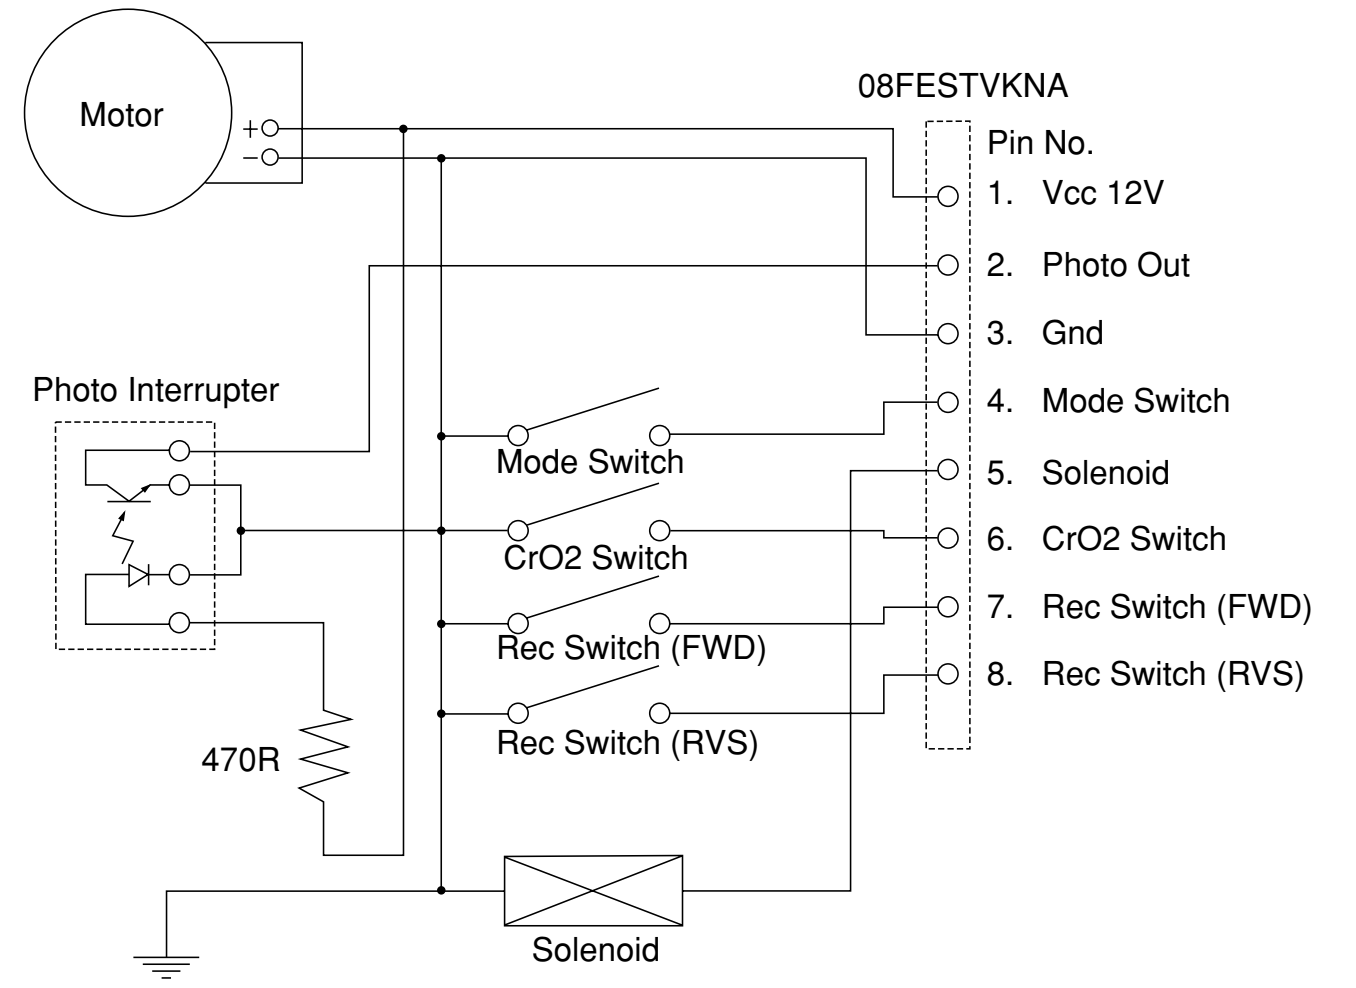 Motor
+
−
08FESTVKNA
Pin No.
1. Vcc 12V
2. Photo Out
3. Gnd
4. Mode Switch
5. Solenoid
6. CrO2 Switch
7. Rec Switch (FWD)
8. Rec Switch (RVS)
Photo Interrupter
Mode Switch
CrO2 Switch
Rec Switch (FWD)
Rec Switch (RVS)
470R
Solenoid